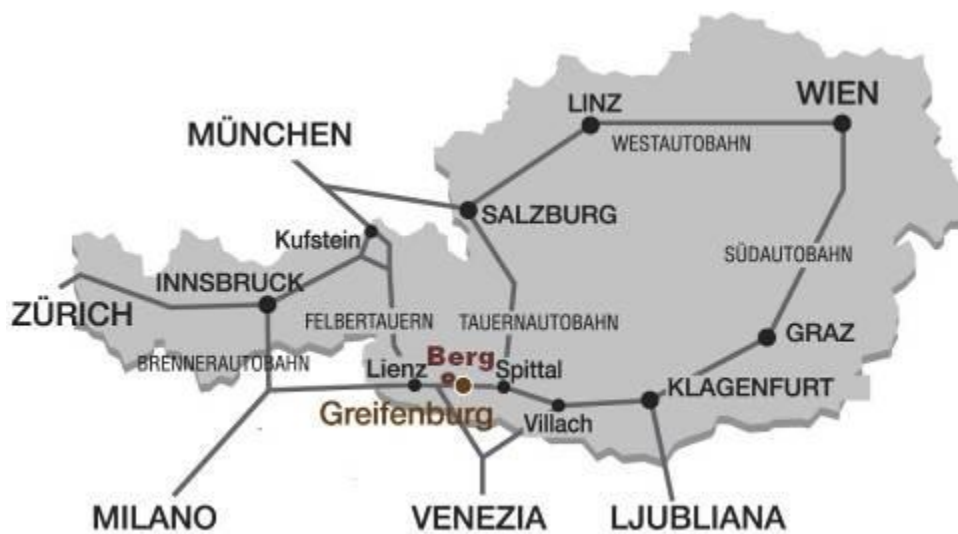 WIEN
LINZ
WESTAUTOBAHN
MÜNCHEN
SALZBURG
Kufstein
SÜDAUTOBAHN
INNSBRUCK
ZÜRICH
FELBERTAUERN
TAUERNAUTOBAHN
GRAZ
BRENNERAUTOBAHN
Berg
Lienz
Spittal
KLAGENFURT
Greifenburg
Villach
MILANO
VENEZIA
LJUBLIANA